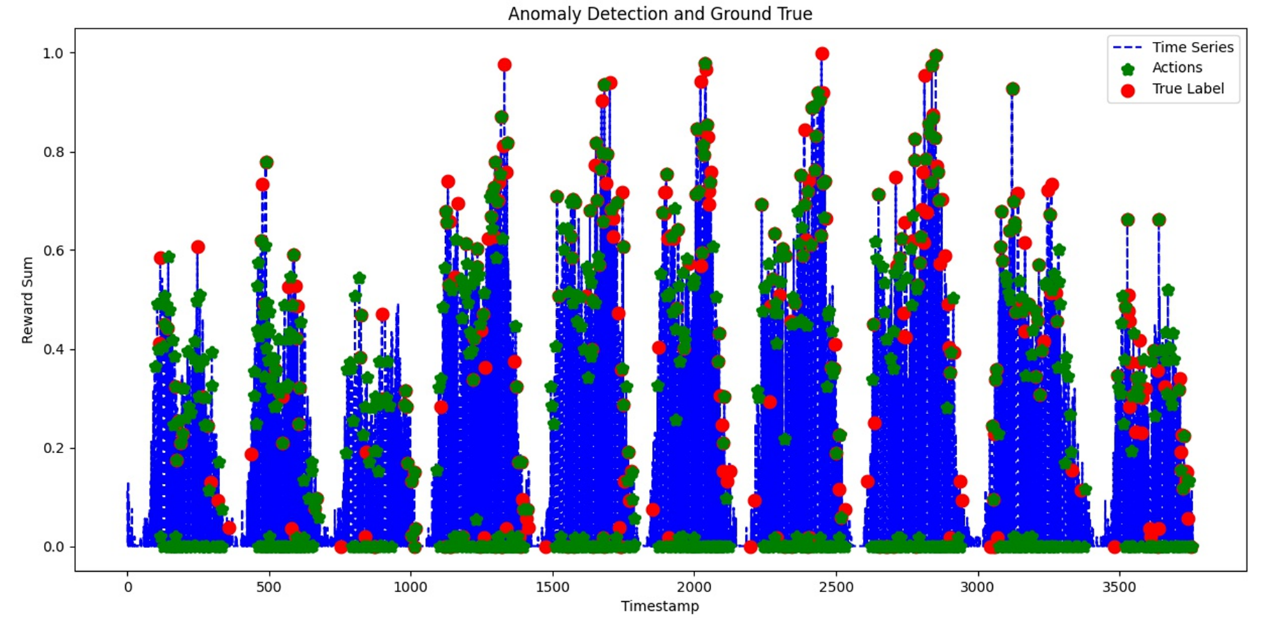 Anomaly Detection and Ground True
Time Series
Actions
True Label
Reward Sum
1.0
0.8
0.6
0.4
0.2
0.0
0 500 1000 1500 2000 2500 3000 3500
Timestamp